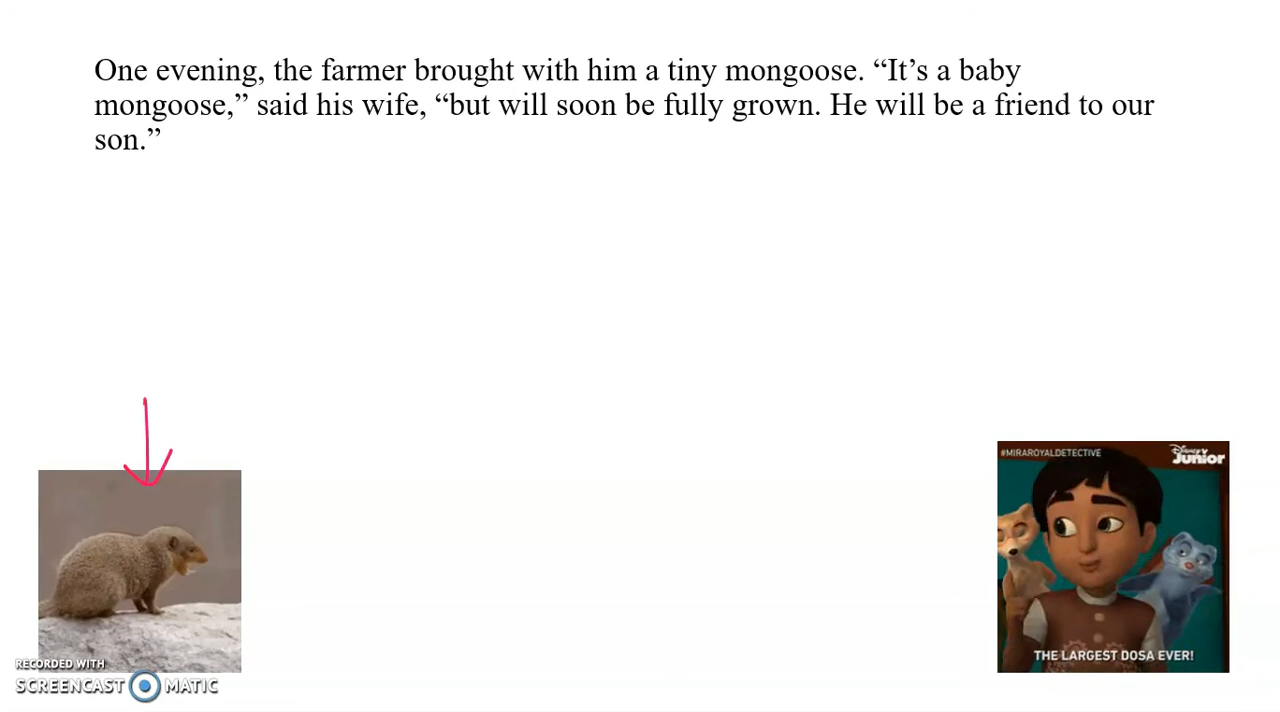 One evening, the farmer brought with him a tiny mongoose. “It’s a baby
mongoose,” said his wife, “but will soon be fully grown. He will be a friend to our
son.”
#MIRAROYALDETECTIVE
Disney
Junior
THE LARGEST DOSA EVER!
RECORDED WITH
SCREENCAST MATIC